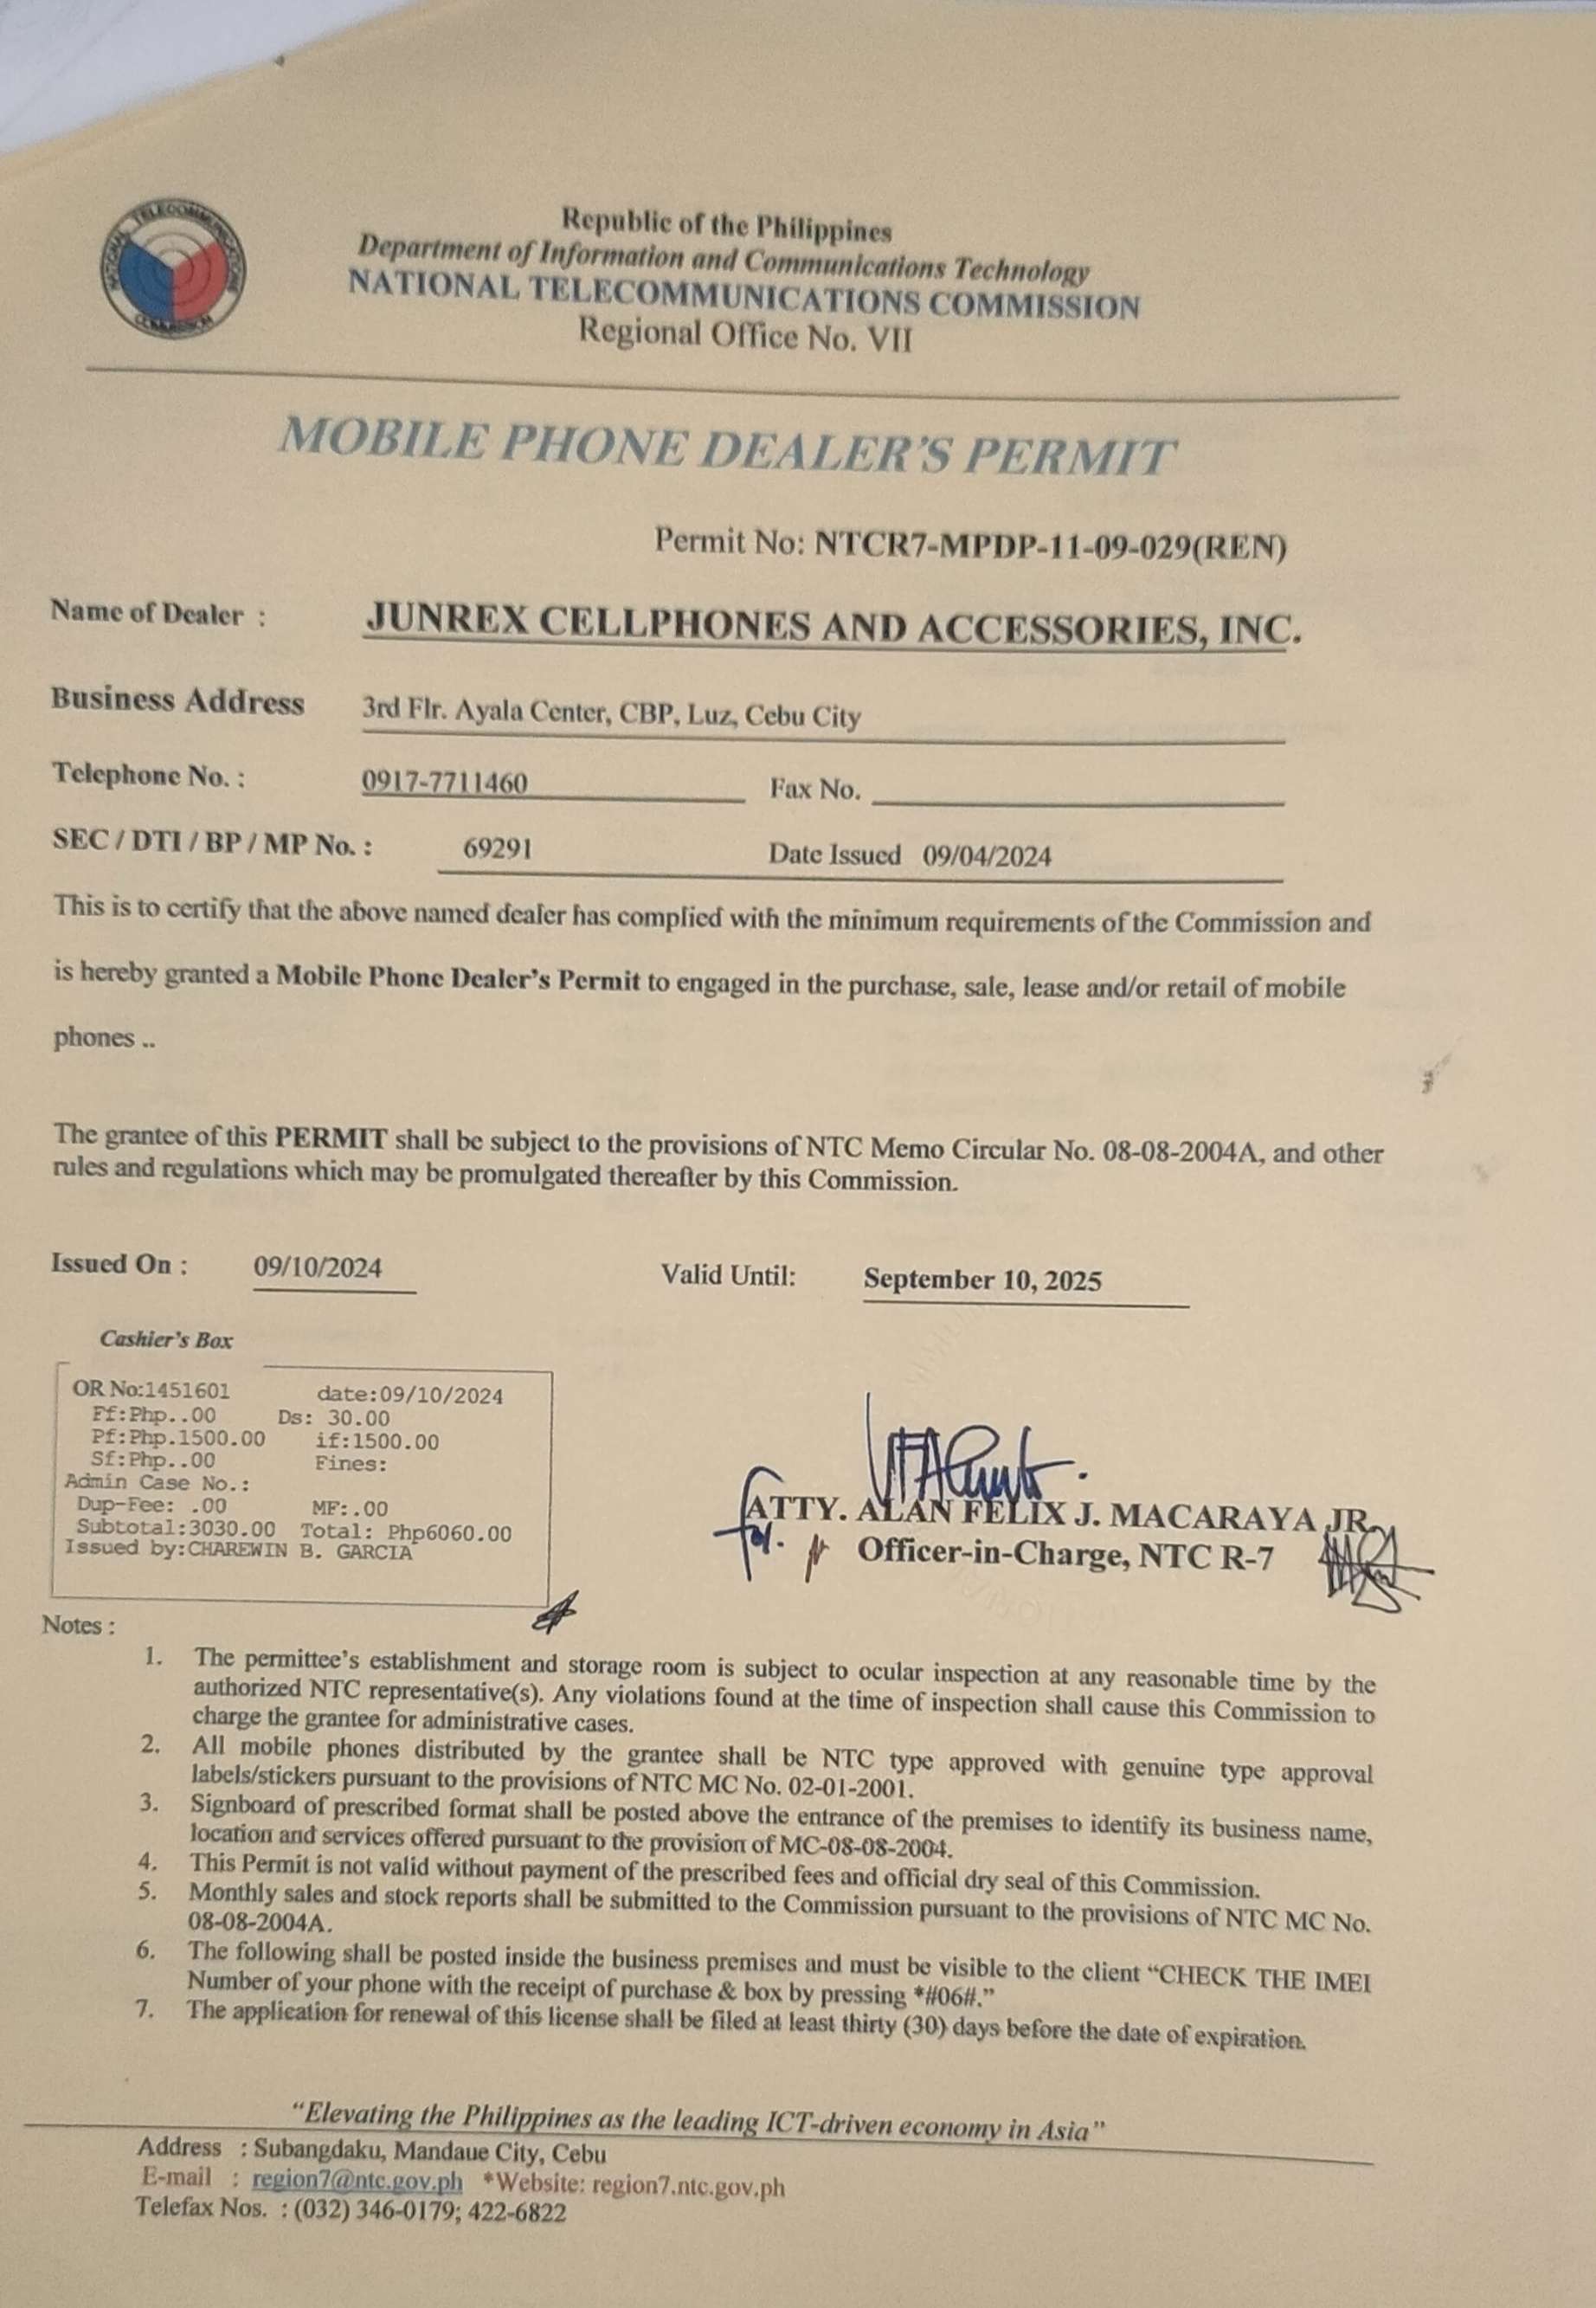 NATIONAL TELECOMMUNICATIONS COMMISSION
Republic of the Philippines
Department of Information and Communications Technology
NATIONAL TELECOMMUNICATIONS COMMISSION
Regional Office No. VII
MOBILE PHONE DEALER'S PERMIT
Permit No: NTCR7-MPDP-11-09-029(REN)
Name of Dealer : JUNREX CELLPHONES AND ACCESSORIES, INC.
Business Address 3rd Flr. Ayala Center, CBP, Luz, Cebu City
Telephone No. : 0917-7711460 Fax No.
SEC / DTI / BP / MP No. : 69291 Date Issued 09/04/2024
This is to certify that the above named dealer has complied with the minimum requirements of the Commission and
is hereby granted a Mobile Phone Dealer's Permit to engaged in the purchase, sale, lease and/or retail of mobile
phones ..
The grantee of this PERMIT shall be subject to the provisions of NTC Memo Circular No. 08-08-2004A, and other
rules and regulations which may be promulgated thereafter by this Commission.
Issued On : 09/10/2024 Valid Until: September 10, 2025
Cashier's Box
OR No:1451601 date:09/10/2024
Ff:Php..00 Ds: 30.00
Pf:Php.1500.00 if:1500.00
Sf:Php..00 Fines:
Admin Case No.:
Dup-Fee: .00 MF:.00
Subtotal:3030.00 Total: Php6060.00
Issued by:CHAREWIN B. GARCIA
ATTY. ALAN FELIX J. MACARAYA JR.
for. Officer-in-Charge, NTC R-7
Notes :
1. The permittee's establishment and storage room is subject to ocular inspection at any reasonable time by the
authorized NTC representative(s). Any violations found at the time of inspection shall cause this Commission to
charge the grantee for administrative cases.
2. All mobile phones distributed by the grantee shall be NTC type approved with genuine type approval
labels/stickers pursuant to the provisions of NTC MC No. 02-01-2001.
3. Signboard of prescribed format shall be posted above the entrance of the premises to identify its business name,
location and services offered pursuant to the provision of MC-08-08-2004.
4. This Permit is not valid without payment of the prescribed fees and official dry seal of this Commission.
5. Monthly sales and stock reports shall be submitted to the Commission pursuant to the provisions of NTC MC No.
08-08-2004A.
6. The following shall be posted inside the business premises and must be visible to the client "CHECK THE IMEI
Number of your phone with the receipt of purchase & box by pressing *#06#."
7. The application for renewal of this license shall be filed at least thirty (30) days before the date of expiration.
"Elevating the Philippines as the leading ICT-driven economy in Asia"
Address : Subangdaku, Mandaue City, Cebu
E-mail : region7@ntc.gov.ph *Website: region7.ntc.gov.ph
Telefax Nos. : (032) 346-0179; 422-6822